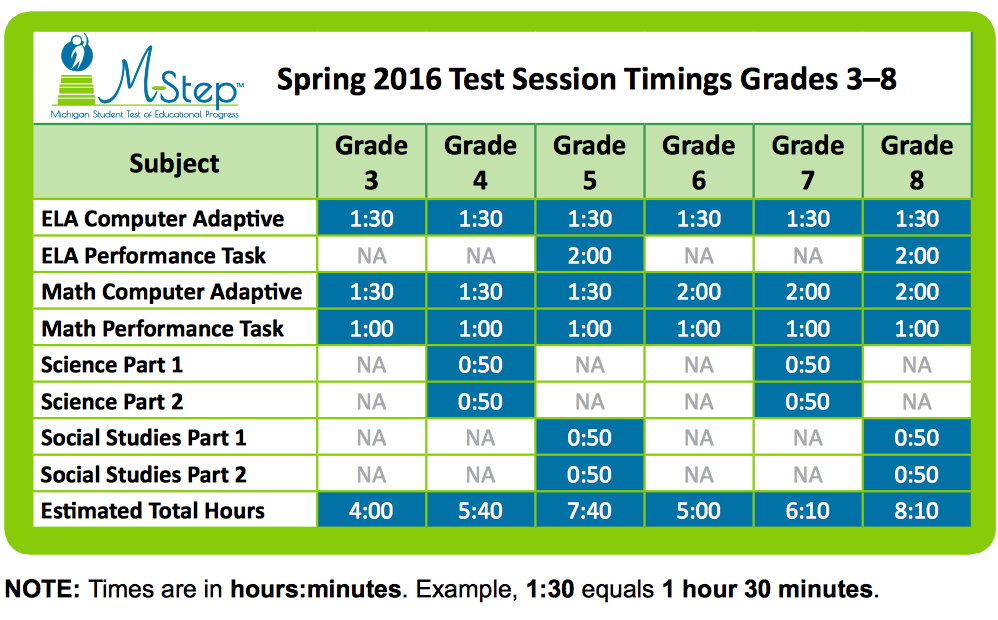 M-Step™
Michigan Student Test of Educational Progress
Spring 2016 Test Session Timings Grades 3–8
Subject Grade 3 Grade 4 Grade 5 Grade 6 Grade 7 Grade 8
ELA Computer Adaptive 1:30 1:30 1:30 1:30 1:30 1:30
ELA Performance Task NA NA 2:00 NA NA 2:00
Math Computer Adaptive 1:30 1:30 1:30 2:00 2:00 2:00
Math Performance Task 1:00 1:00 1:00 1:00 1:00 1:00
Science Part 1 NA 0:50 NA NA 0:50 NA
Science Part 2 NA 0:50 NA NA 0:50 NA
Social Studies Part 1 NA NA 0:50 NA NA 0:50
Social Studies Part 2 NA NA 0:50 NA NA 0:50
Estimated Total Hours 4:00 5:40 7:40 5:00 6:10 8:10
NOTE: Times are in hours:minutes. Example, 1:30 equals 1 hour 30 minutes.